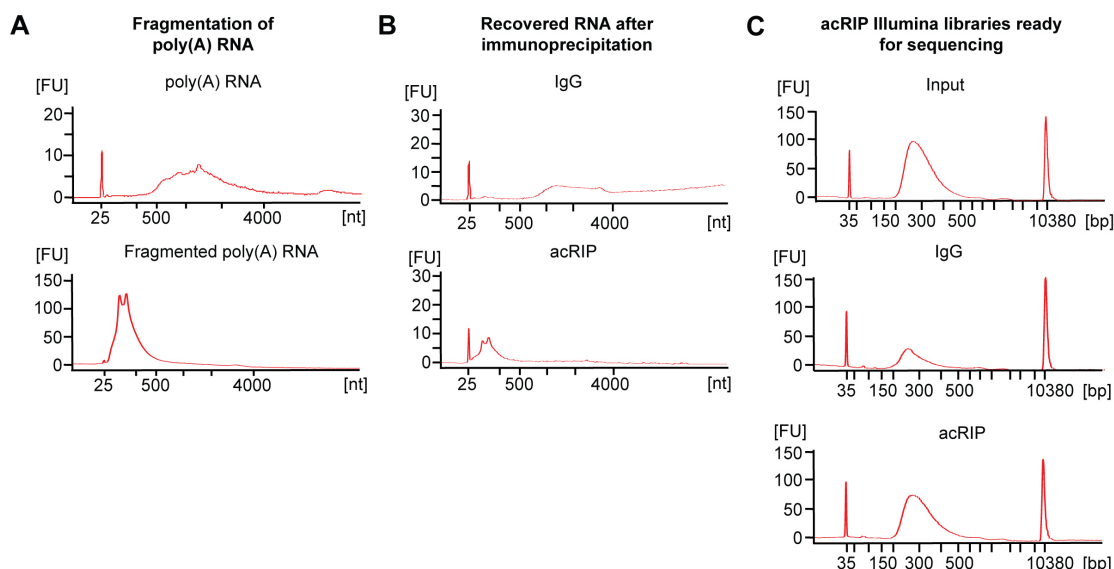 A
Fragmentation of
poly(A) RNA
poly(A) RNA
[FU]
20
10
0
25 500 4000 [nt]
Fragmented poly(A) RNA
[FU]
150
100
50
0
25 500 4000 [nt]
B
Recovered RNA after
immunoprecipitation
IgG
[FU]
30
20
10
0
25 500 4000 [nt]
acRIP
[FU]
30
20
10
0
25 500 4000 [nt]
C
acRIP Illumina libraries ready
for sequencing
Input
[FU]
150
100
50
0
35 150 300 500 10380 [bp]
IgG
[FU]
150
100
50
0
35 150 300 500 10380 [bp]
acRIP
[FU]
150
100
50
0
35 150 300 500 10380 [bp]